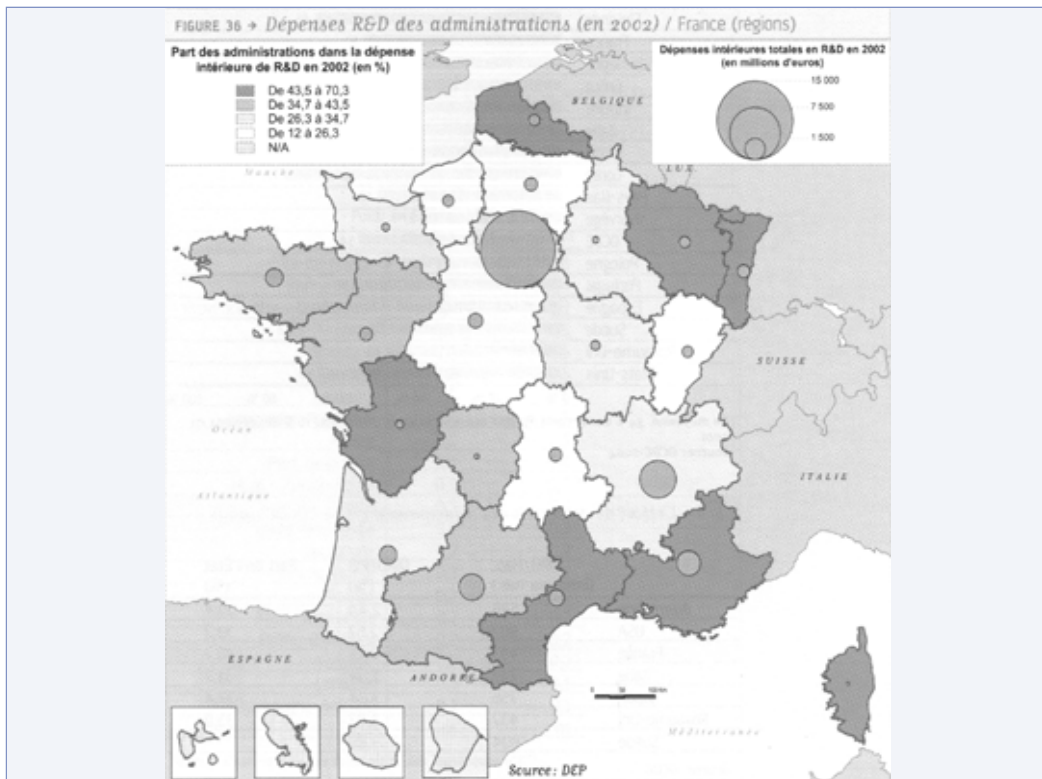 FIGURE 36 → Dépenses R&D des administrations (en 2002) / France (régions)
Part des administrations dans la dépense
intérieure de R&D en 2002 (en %)
De 43,5 à 70,3
De 34,7 à 43,5
De 26,3 à 34,7
De 12 à 26,3
N/A
Dépenses intérieures totales en R&D en 2002
(en millions d'euros)
15 000
7 500
1 500
BELGIQUE
LUX.
Manche
SUISSE
Océan
ITALIE
Atlantique
ESPAGNE
ANDORRE
Méditerranée
Source : DEP